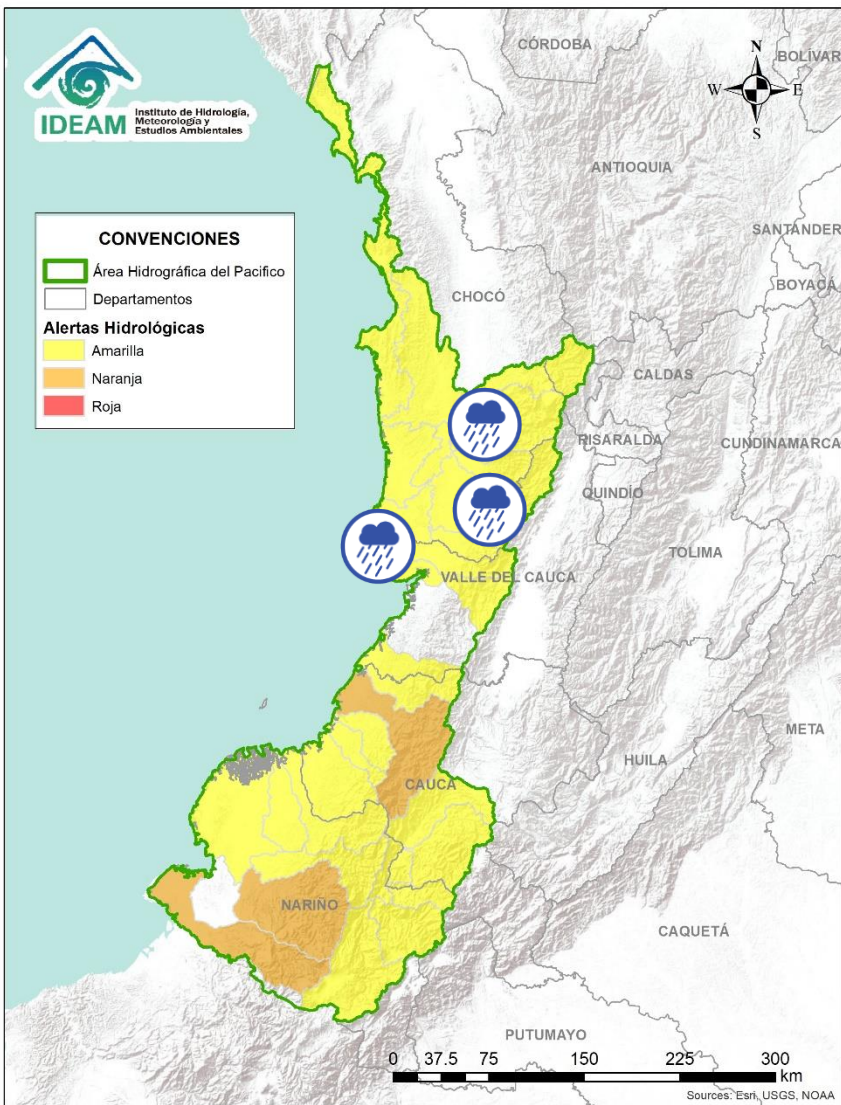 IDEAM
Instituto de Hidrología,
Meteorología y
Estudios Ambientales
CÓRDOBA
BOLÍVAR
N
W
E
S
ANTIOQUIA
SANTANDER
BOYACÁ
CONVENCIONES
Área Hidrográfica del Pacifico
Departamentos
Alertas Hidrológicas
Amarilla
Naranja
Roja
CHOCÓ
CALDAS
RISARALDA
CUNDINAMARCA
QUINDÍO
TOLIMA
VALLE DEL CAUCA
META
HUILA
CAUCA
NARIÑO
CAQUETÁ
PUTUMAYO
0 37.5 75 150 225 300
km
Sources: Esri, USGS, NOAA